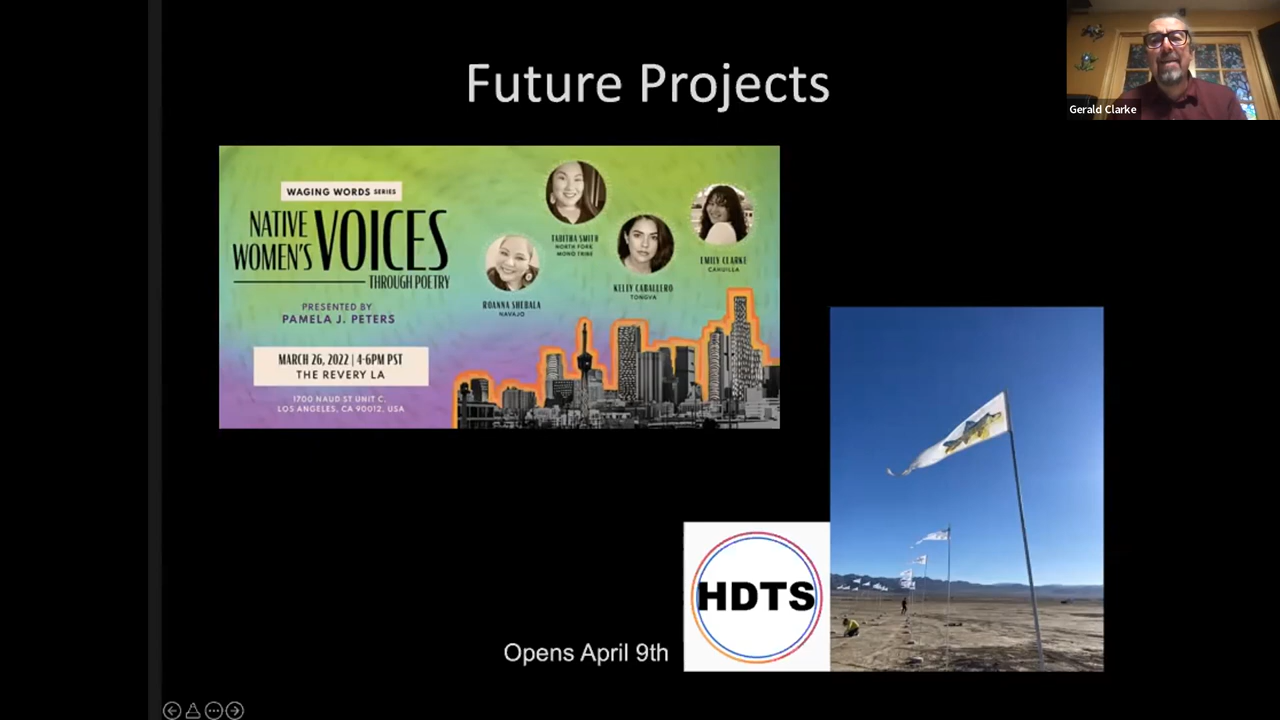 Future Projects
Gerald Clarke
WAGING WORDS SERIES
NATIVE
WOMEN'S
VOICES
THROUGH POETRY
PRESENTED BY
PAMELA J. PETERS
MARCH 26, 2022 | 4-6PM PST
THE REVERY LA
1700 NAUD ST UNIT C,
LOS ANGELES, CA 90012, USA
TABITHA SMITH
NORTH FORK
MONO TRIBE
EMILY CLARKE
CAHUILLA
KELLY CABALLERO
TONGVA
ROANNA SHEBALA
NAVAJO
HDTS
Opens April 9th